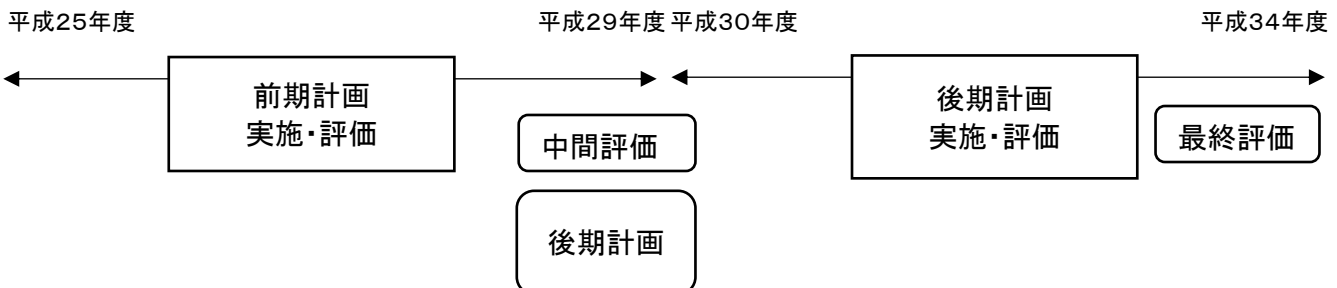 平成25年度
平成29年度
平成30年度
平成34年度
前期計画
実施・評価
中間評価
後期計画
後期計画
実施・評価
最終評価